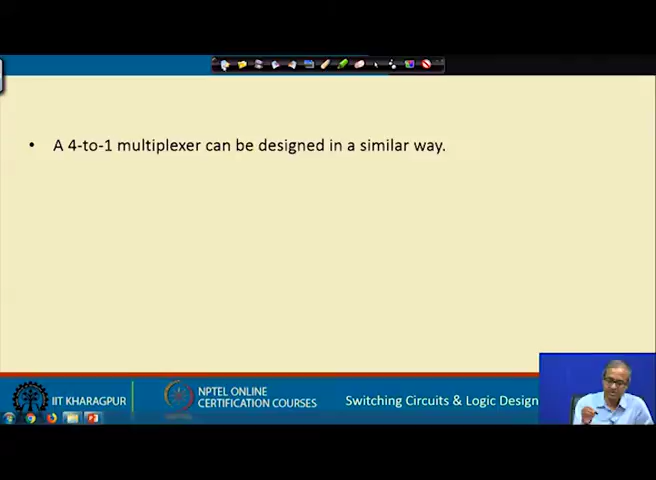 • A 4-to-1 multiplexer can be designed in a similar way.
IIT KHARAGPUR
NPTEL ONLINE
CERTIFICATION COURSES
Switching Circuits & Logic Design